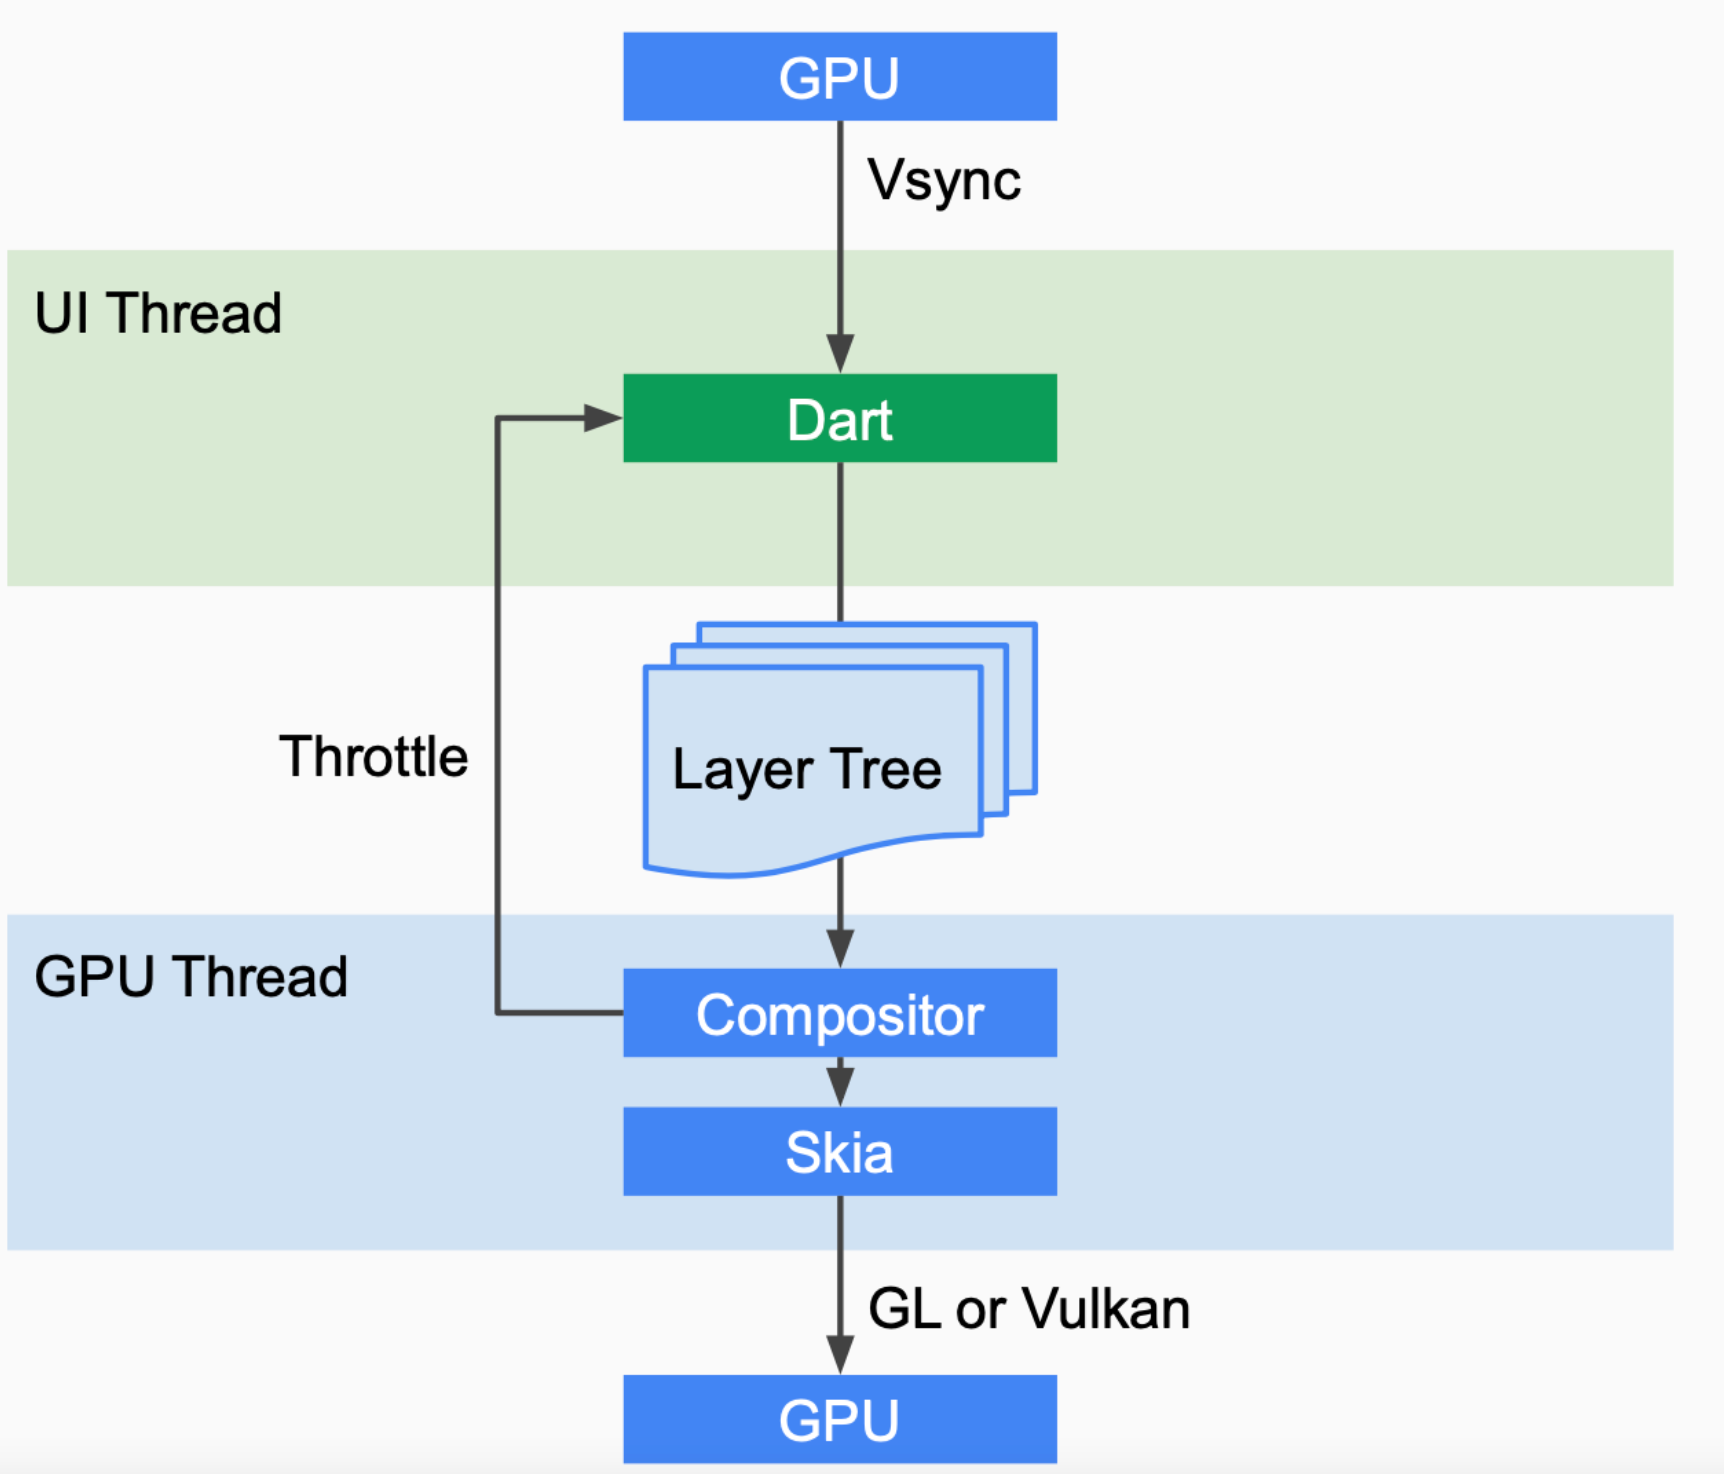 GPU
Vsync
UI Thread
Dart
Throttle
Layer Tree
GPU Thread
Compositor
Skia
GL or Vulkan
GPU